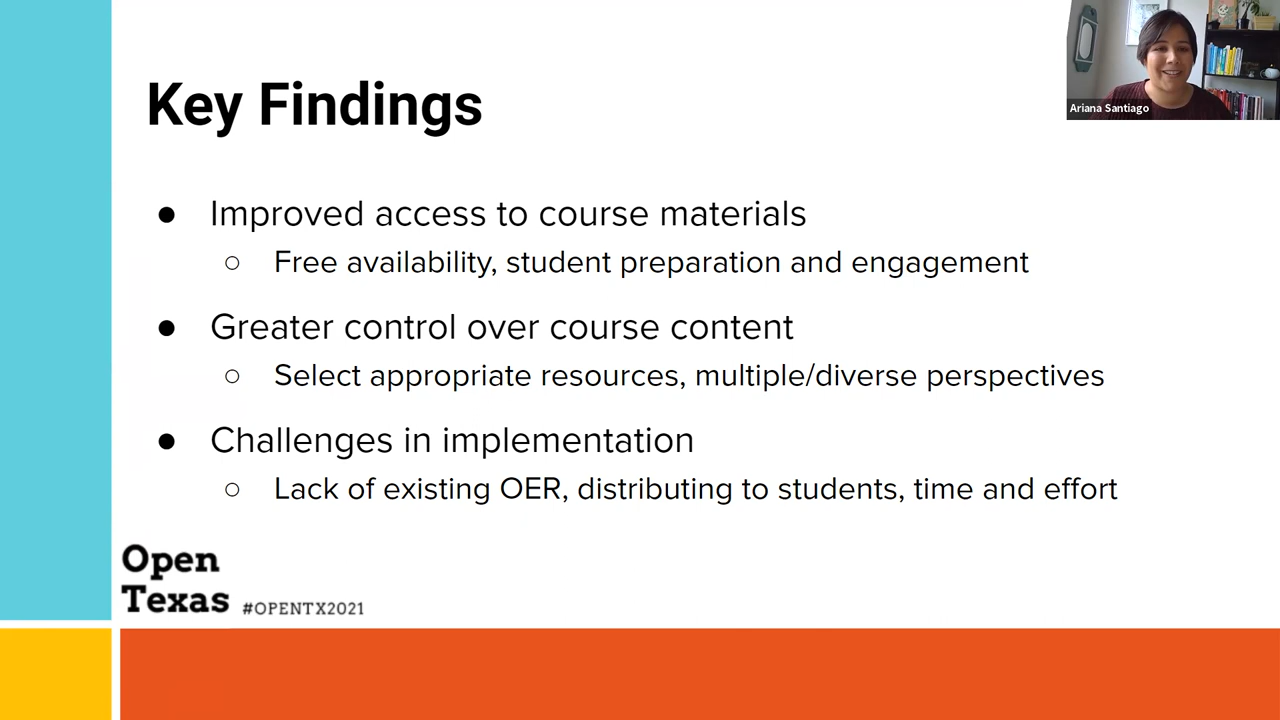 Key Findings
Ariana Santiago
● Improved access to course materials
○ Free availability, student preparation and engagement
● Greater control over course content
○ Select appropriate resources, multiple/diverse perspectives
● Challenges in implementation
○ Lack of existing OER, distributing to students, time and effort
Open
Texas #OPENTX2021